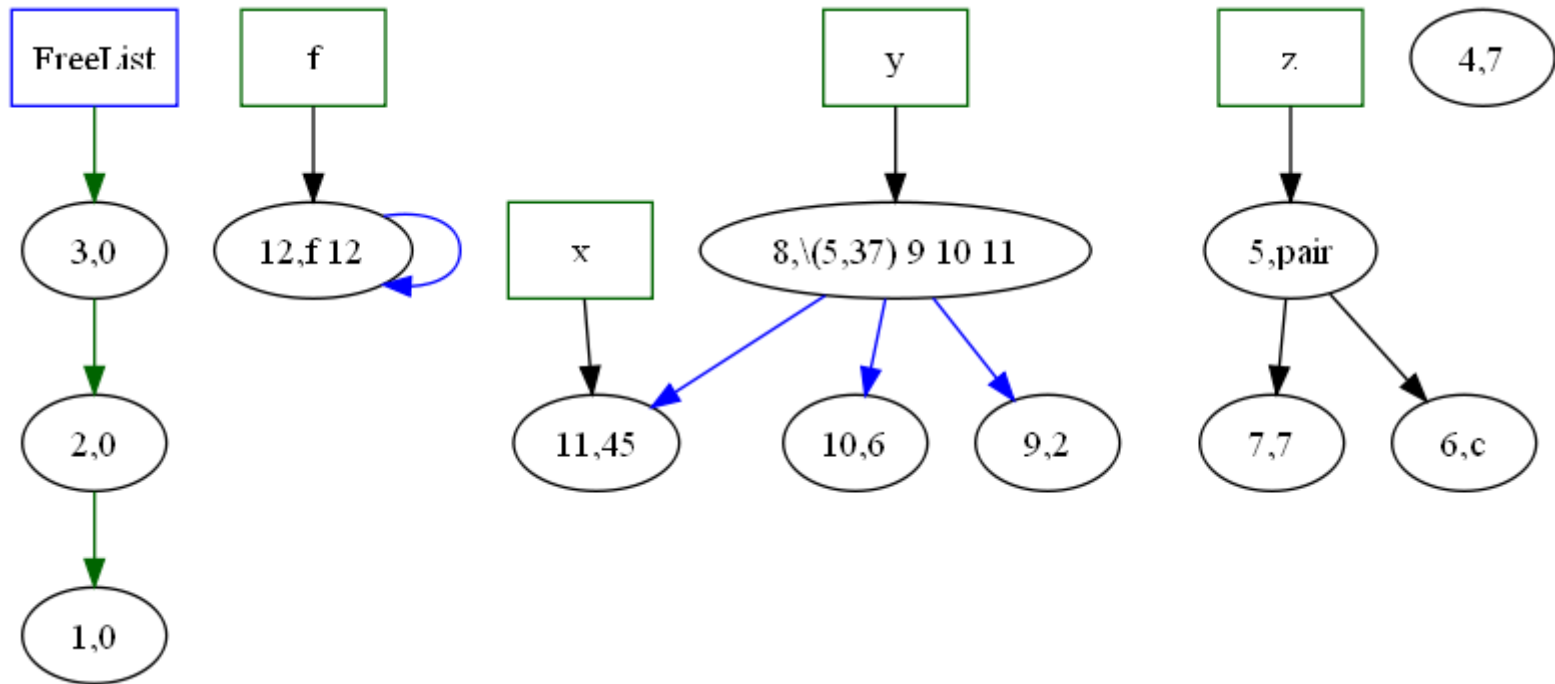 FreeList
f
y
z
4,7
3,0
12,f 12
x
8,\(5,37) 9 10 11
5,pair
2,0
11,45
10,6
9,2
7,7
6,c
1,0